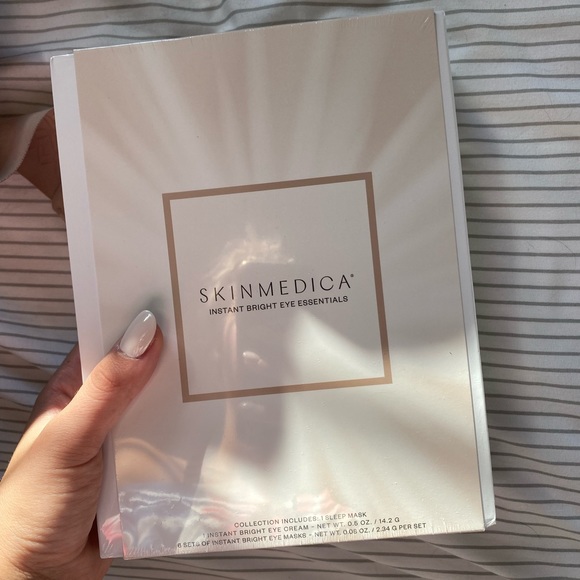 SKINMEDICA®
INSTANT BRIGHT EYE ESSENTIALS
COLLECTION INCLUDES: 1 SLEEP MASK
1 INSTANT BRIGHT EYE CREAM - NET WT. 0.5 OZ. / 14.2 G
6 SETS OF INSTANT BRIGHT EYE MASKS - NET WT. 0.08 OZ. / 2.34 G PER SET